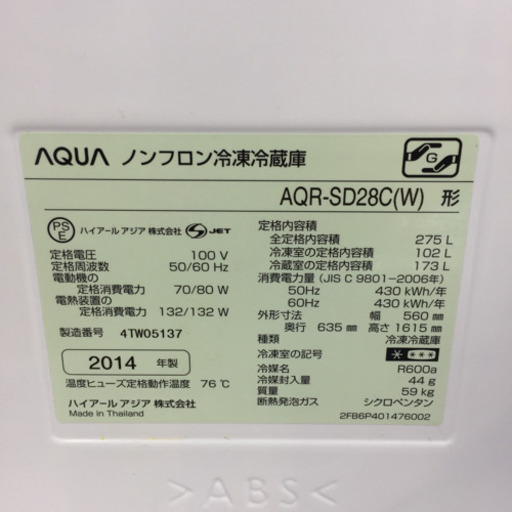 AQUA ノンフロン冷凍冷蔵庫
G
AQR-SD28C(W) 形
PSE ハイアール アジア 株式会社 JET
定格電圧 100 V
定格周波数 50/60 Hz
電動機の
定格消費電力 70/80 W
電熱装置の
定格消費電力 132/132 W
製造番号 4TW05137
2014 年製
温度ヒューズ定格動作温度 76℃
ハイアール アジア 株式会社
Made in Thailand
定格内容積
全定格内容積 275 L
冷凍室の定格内容積 102 L
冷蔵室の定格内容積 173 L
消費電力量 (JIS C 9801-2006年)
50Hz 430 kWh/年
60Hz 430 kWh/年
外形寸法 幅 560 mm
奥行 635 mm 高さ 1615 mm
種類 冷凍冷蔵庫
冷凍室の記号 * ***
冷媒名 R600a
冷媒封入量 44 g
質量 59 kg
断熱発泡ガス シクロペンタン
2FB6P401476002
>ABS<